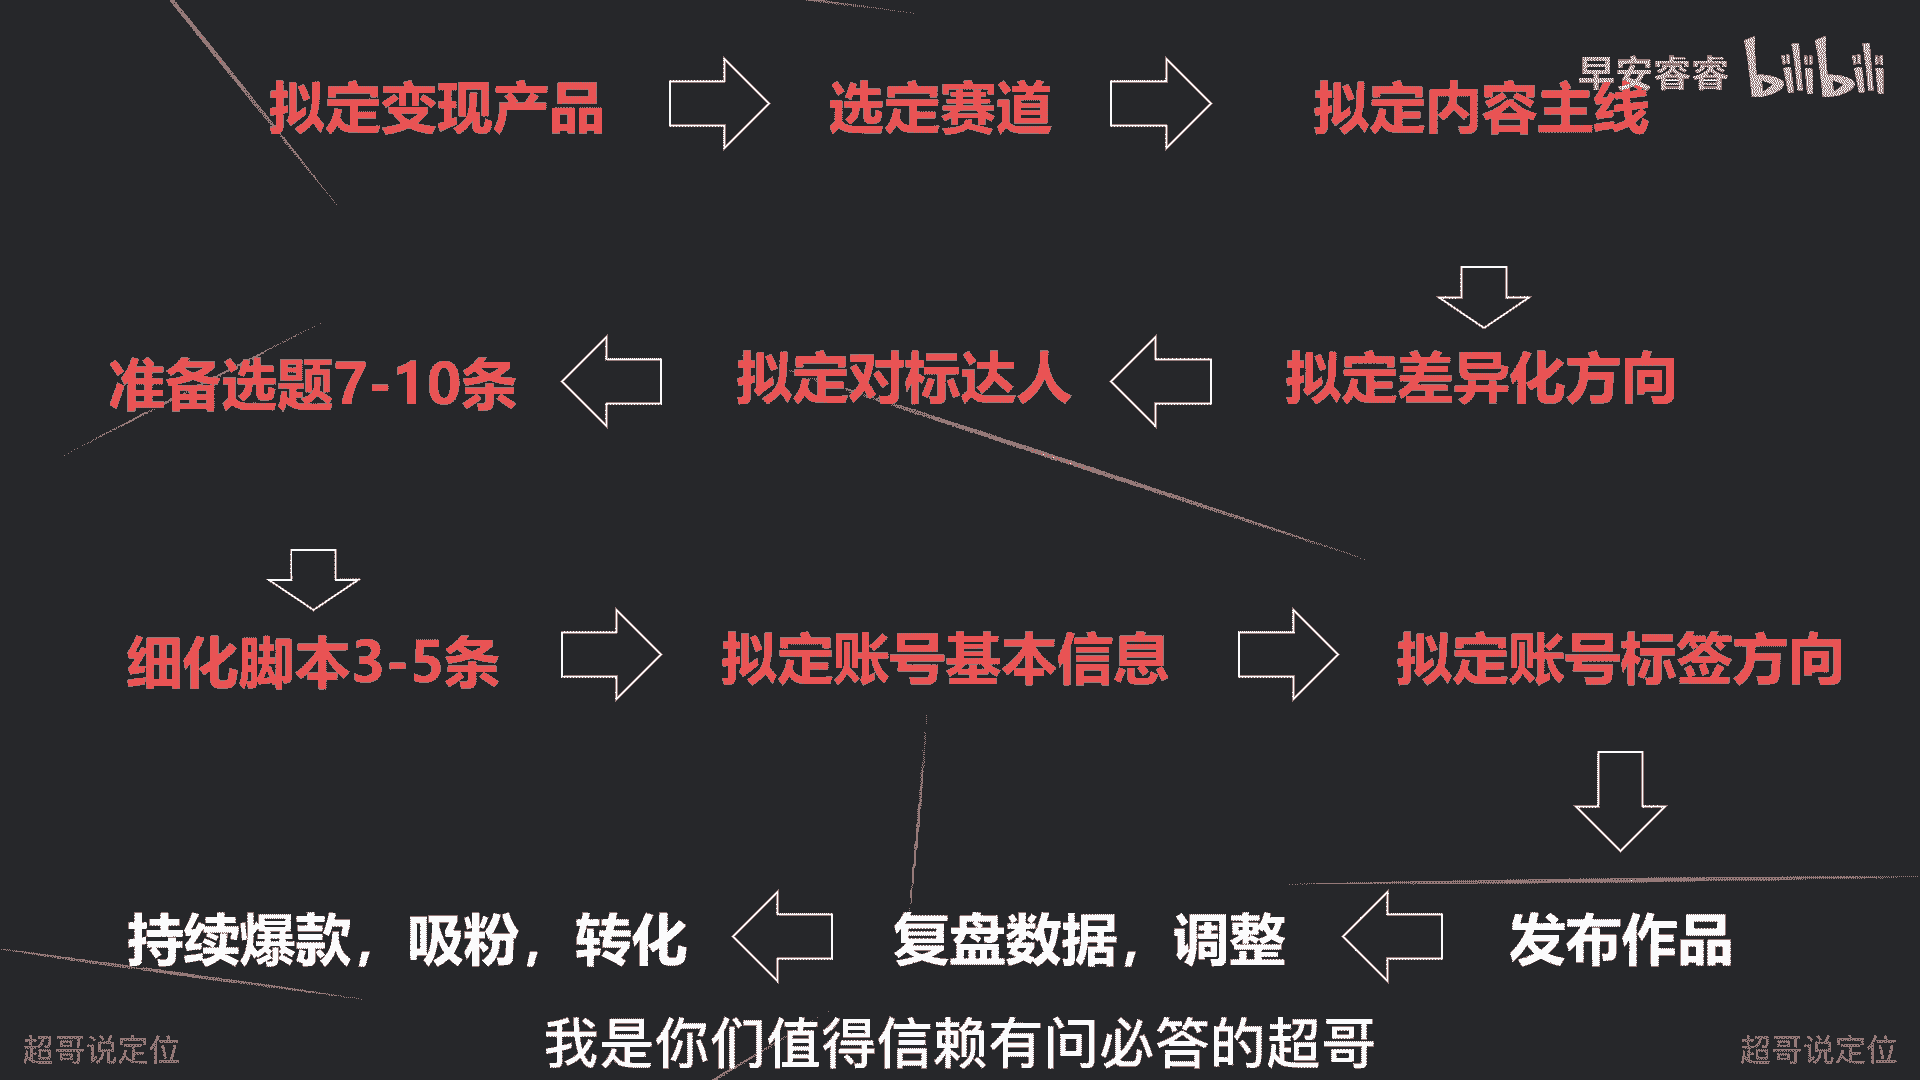 早安睿睿 bilibili
拟定变现产品
选定赛道
拟定内容主线
拟定差异化方向
拟定对标达人
准备选题7-10条
细化脚本3-5条
拟定账号基本信息
拟定账号标签方向
发布作品
复盘数据，调整
持续爆款，吸粉，转化
我是你们值得信赖有问必答的超哥
超哥说定位
超哥说定位